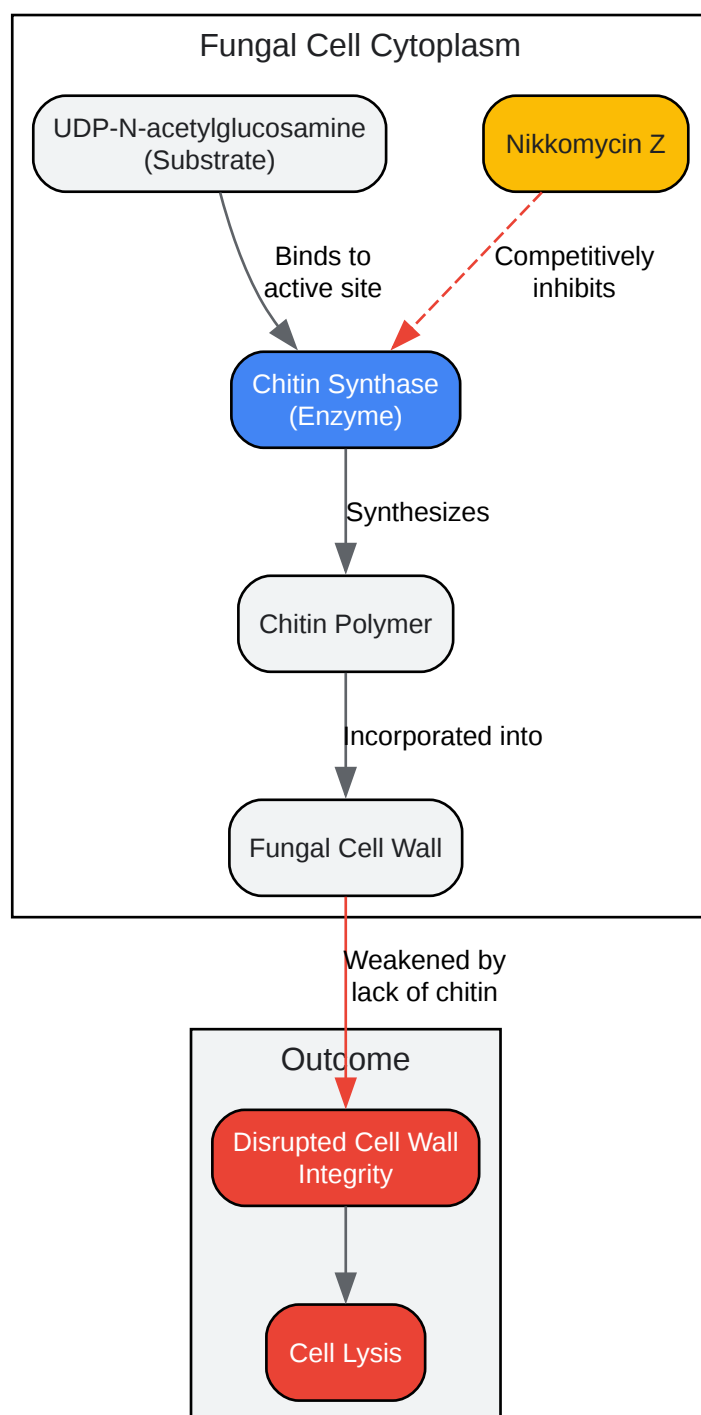 Fungal Cell Cytoplasm
UDP-N-acetylglucosamine
(Substrate)
Nikkomycin Z
Binds to
active site
Competitively
inhibits
Chitin Synthase
(Enzyme)
Synthesizes
Chitin Polymer
Incorporated into
Fungal Cell Wall
Weakened by
lack of chitin
Outcome
Disrupted Cell Wall
Integrity
Cell Lysis